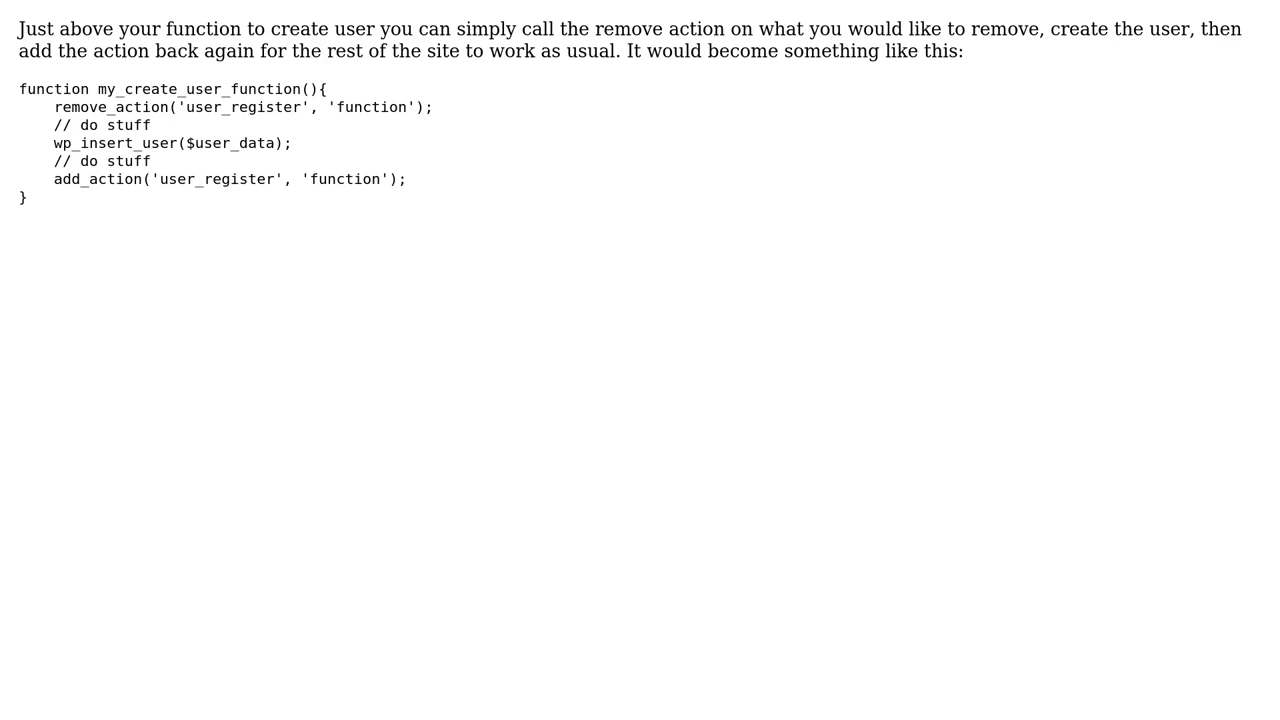 Just above your function to create user you can simply call the remove action on what you would like to remove, create the user, then
add the action back again for the rest of the site to work as usual. It would become something like this:
function my_create_user_function(){
    remove_action('user_register', 'function');
    // do stuff
    wp_insert_user($user_data);
    // do stuff
    add_action('user_register', 'function');
}